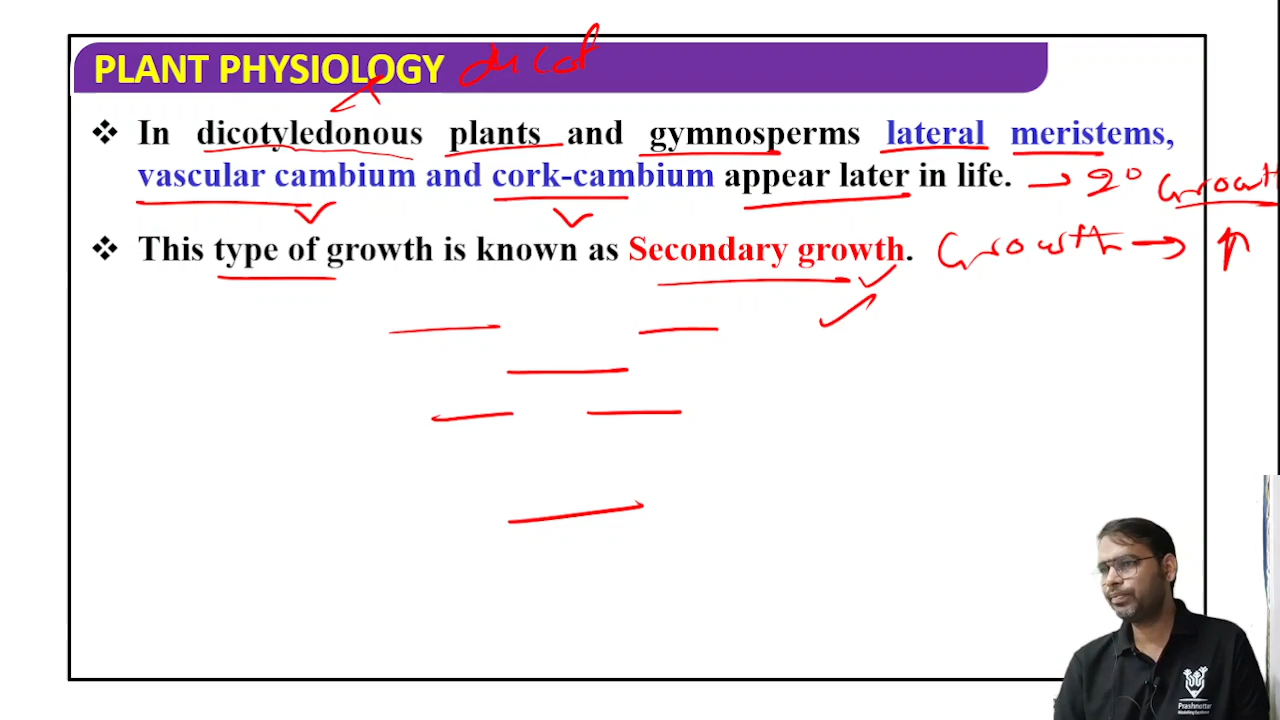 PLANT PHYSIOLOGY dicot
❖ In dicotyledonous plants and gymnosperms lateral meristems,
vascular cambium and cork-cambium appear later in life. → 2° Growth
❖ This type of growth is known as Secondary growth. Growth → ↑
Prashnottar